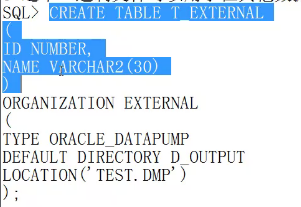 SQL> CREATE TABLE T_EXTERNAL
(
ID NUMBER,
NAME VARCHAR2(30)
)
ORGANIZATION EXTERNAL
(
TYPE ORACLE_DATAPUMP
DEFAULT DIRECTORY D_OUTPUT
LOCATION('TEST.DMP')
);